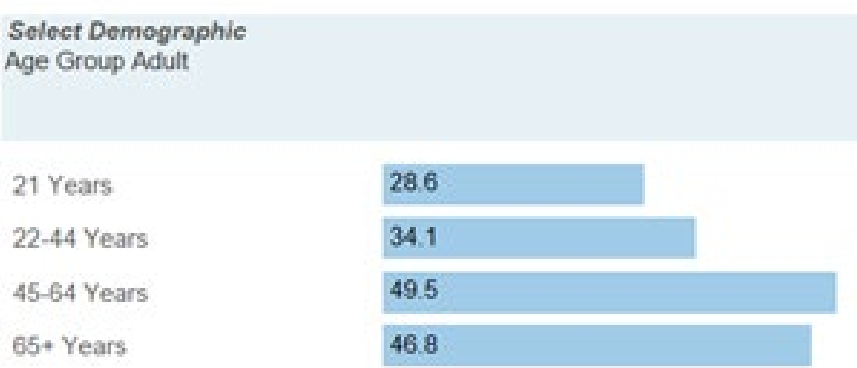 Select Demographic
Age Group Adult
21 Years 28.6
22-44 Years 34.1
45-64 Years 49.5
65+ Years 46.8